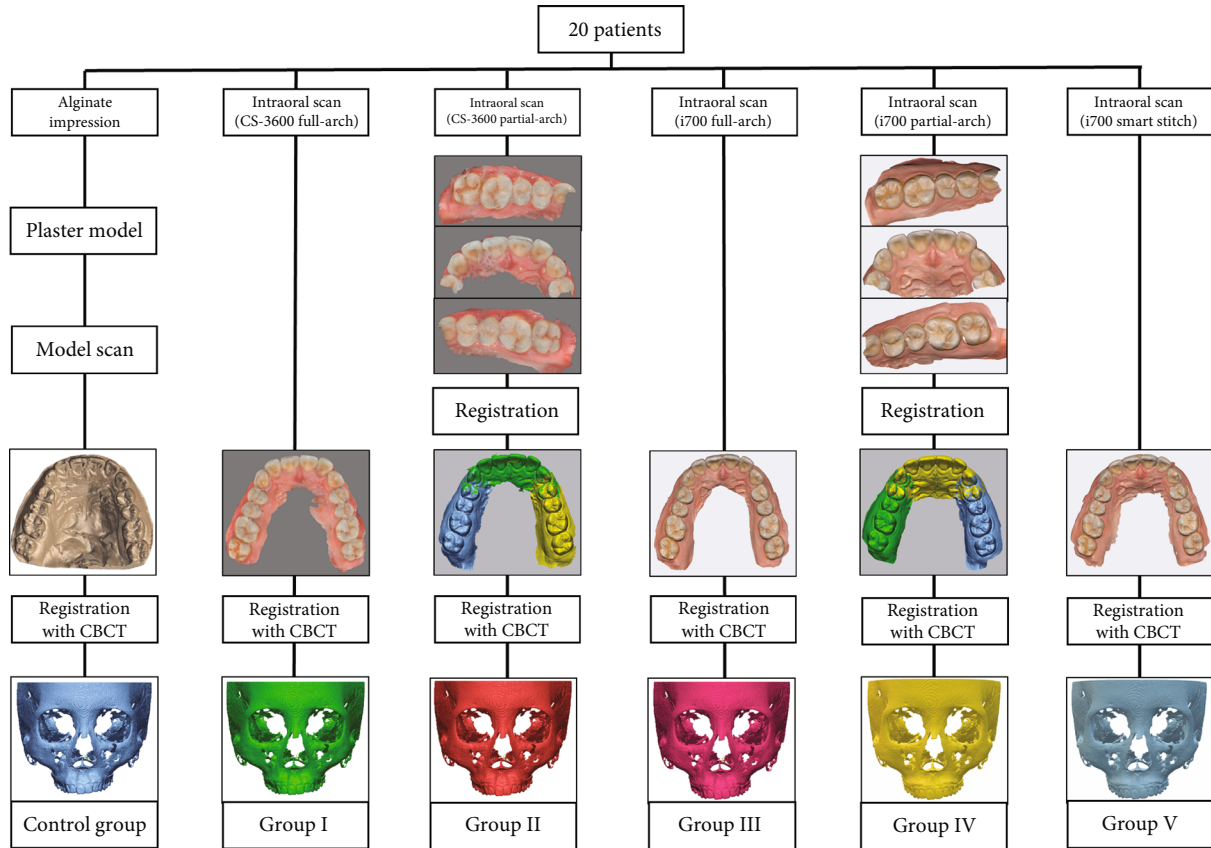 20 patients
Alginate
impression
Intraoral scan
(CS-3600 full-arch)
Intraoral scan
(CS-3600 partial-arch)
Intraoral scan
(i700 full-arch)
Intraoral scan
(i700 partial-arch)
Intraoral scan
(i700 smart stitch)
Plaster model
Model scan
Registration
Registration
Registration
with CBCT
Registration
with CBCT
Registration
with CBCT
Registration
with CBCT
Registration
with CBCT
Registration
with CBCT
Control group
Group I
Group II
Group III
Group IV
Group V